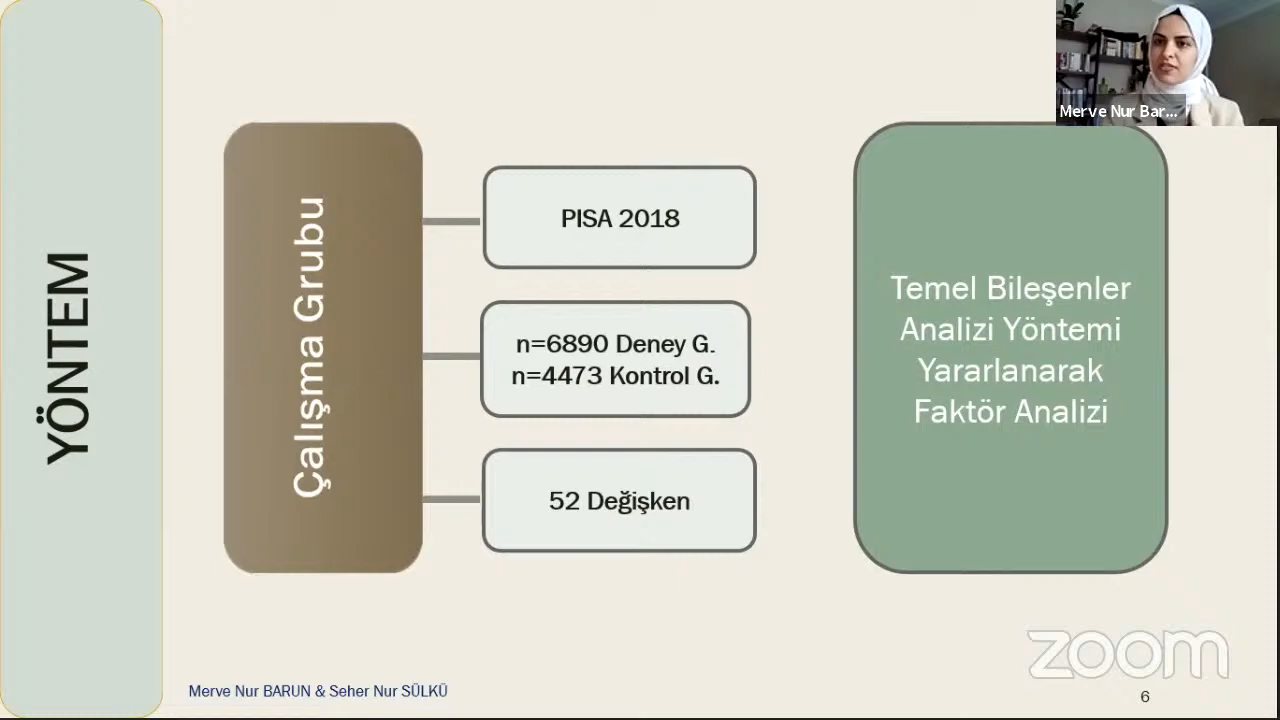 YÖNTEM
Çalışma Grubu
PISA 2018
n=6890 Deney G.
n=4473 Kontrol G.
52 Değişken
Temel Bileşenler
Analizi Yöntemi
Yararlanarak
Faktör Analizi
Merve Nur Bar...
Merve Nur BARUN & Seher Nur SÜLKÜ
zoom
6